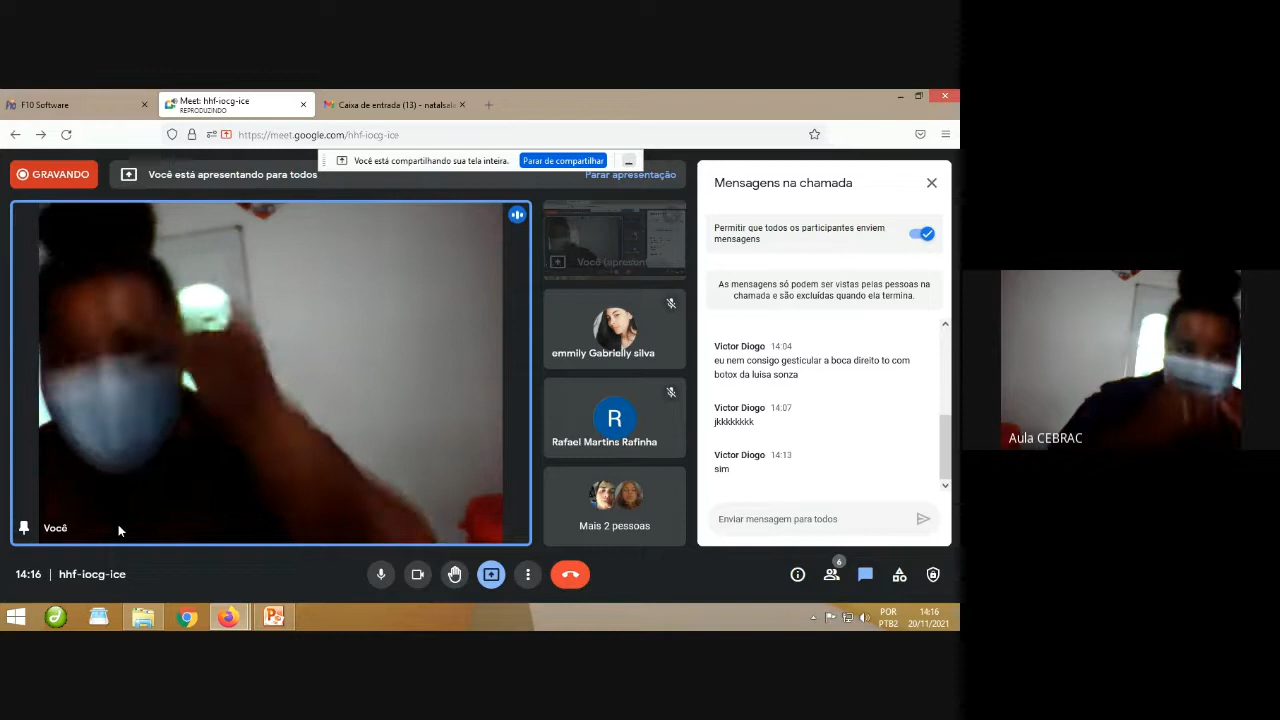 F10 Software
Meet: hhf-iocg-ice
REPRODUZINDO
Caixa de entrada (13) - natalsala
https://meet.google.com/hhf-iocg-ice
Você está compartilhando sua tela inteira.
Parar de compartilhar
GRAVANDO
Você está apresentando para todos
Parar apresentação
Mensagens na chamada
Permitir que todos os participantes enviem
mensagens
As mensagens só podem ser vistas pelas pessoas na
chamada e são excluídas quando ela termina.
Victor Diogo 14:04
eu nem consigo gesticular a boca direito to com
botox da luisa sonza
Victor Diogo 14:07
jkkkkkkkk
Victor Diogo 14:13
sim
Enviar mensagem para todos
Você (apresent
emmily Gabrielly silva
R
Rafael Martins Rafinha
Mais 2 pessoas
Você
Aula CEBRAC
14:16 | hhf-iocg-ice
6
POR
PTB2
14:16
20/11/2021